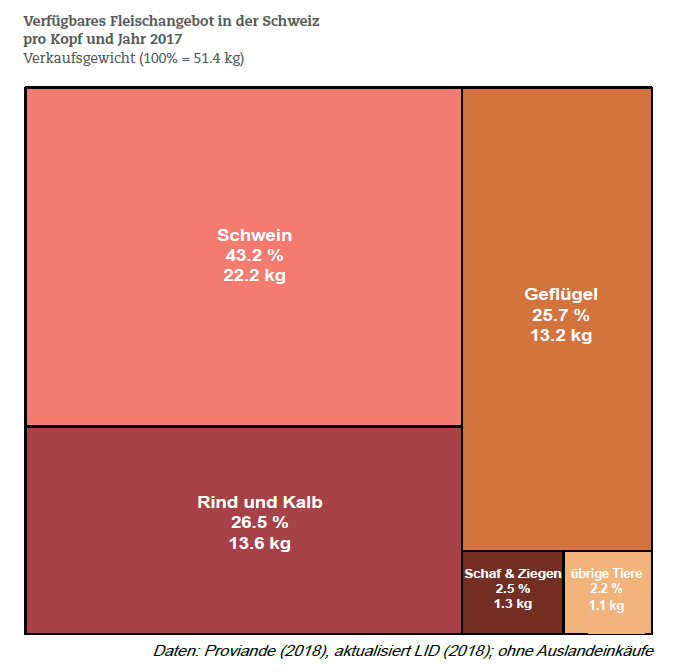 Verfügbares Fleischangebot in der Schweiz
pro Kopf und Jahr 2017
Verkaufsgewicht (100% = 51.4 kg)
Schwein
43.2 %
22.2 kg
Geflügel
25.7 %
13.2 kg
Rind und Kalb
26.5 %
13.6 kg
Schaf & Ziegen
2.5 %
1.3 kg
übrige Tiere
2.2 %
1.1 kg
Daten: Proviande (2018), aktualisiert LID (2018); ohne Auslandeinkäufe